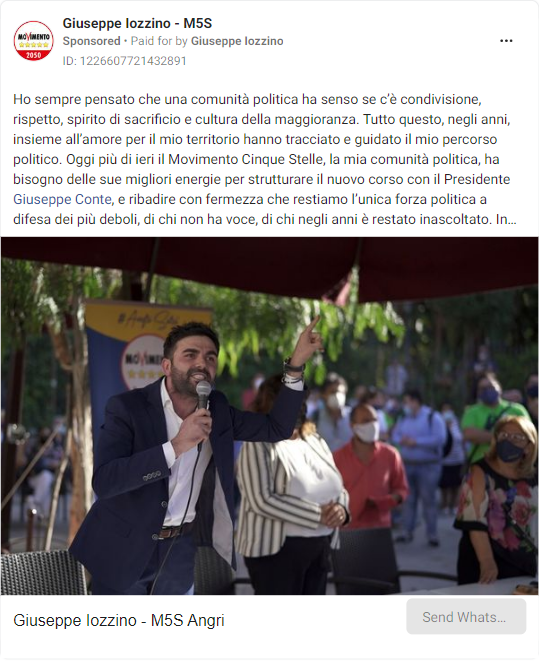 Giuseppe Iozzino - M5S
Sponsored • Paid for by Giuseppe Iozzino
ID: 1226607721432891
MOVIMENTO
2050
Ho sempre pensato che una comunità politica ha senso se c'è condivisione,
rispetto, spirito di sacrificio e cultura della maggioranza. Tutto questo, negli anni,
insieme all'amore per il mio territorio hanno tracciato e guidato il mio percorso
politico. Oggi più di ieri il Movimento Cinque Stelle, la mia comunità politica, ha
bisogno delle sue migliori energie per strutturare il nuovo corso con il Presidente
Giuseppe Conte, e ribadire con fermezza che restiamo l'unica forza politica a
difesa dei più deboli, di chi non ha voce, di chi negli anni è restato inascoltato. In...
MOVIMENTO
Giuseppe Iozzino - M5S Angri
Send Whats...